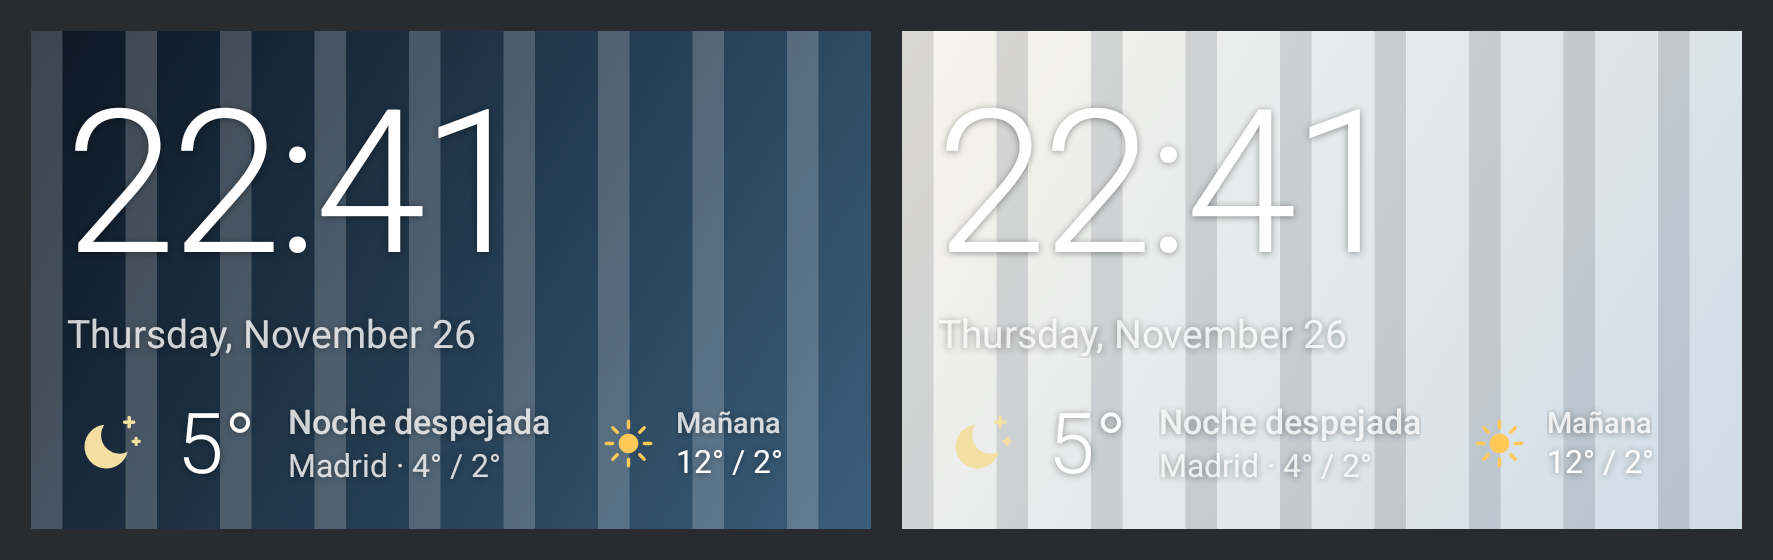 22:41
Thursday, November 26
5°
Noche despejada
Madrid · 4° / 2°
Mañana
12° / 2°
22:41
Thursday, November 26
5°
Noche despejada
Madrid · 4° / 2°
Mañana
12° / 2°